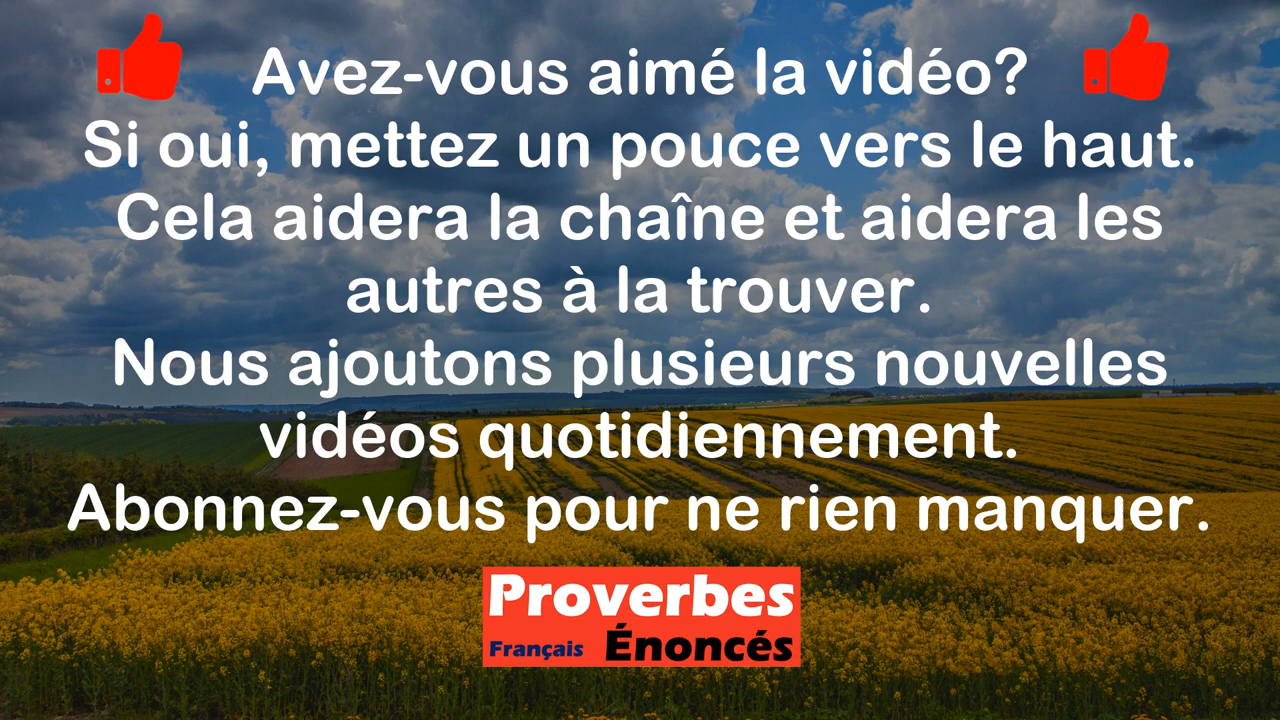 Avez-vous aimé la vidéo?
Si oui, mettez un pouce vers le haut.
Cela aidera la chaîne et aidera les
autres à la trouver.
Nous ajoutons plusieurs nouvelles
vidéos quotidiennement.
Abonnez-vous pour ne rien manquer.
Proverbes
Français Énoncés